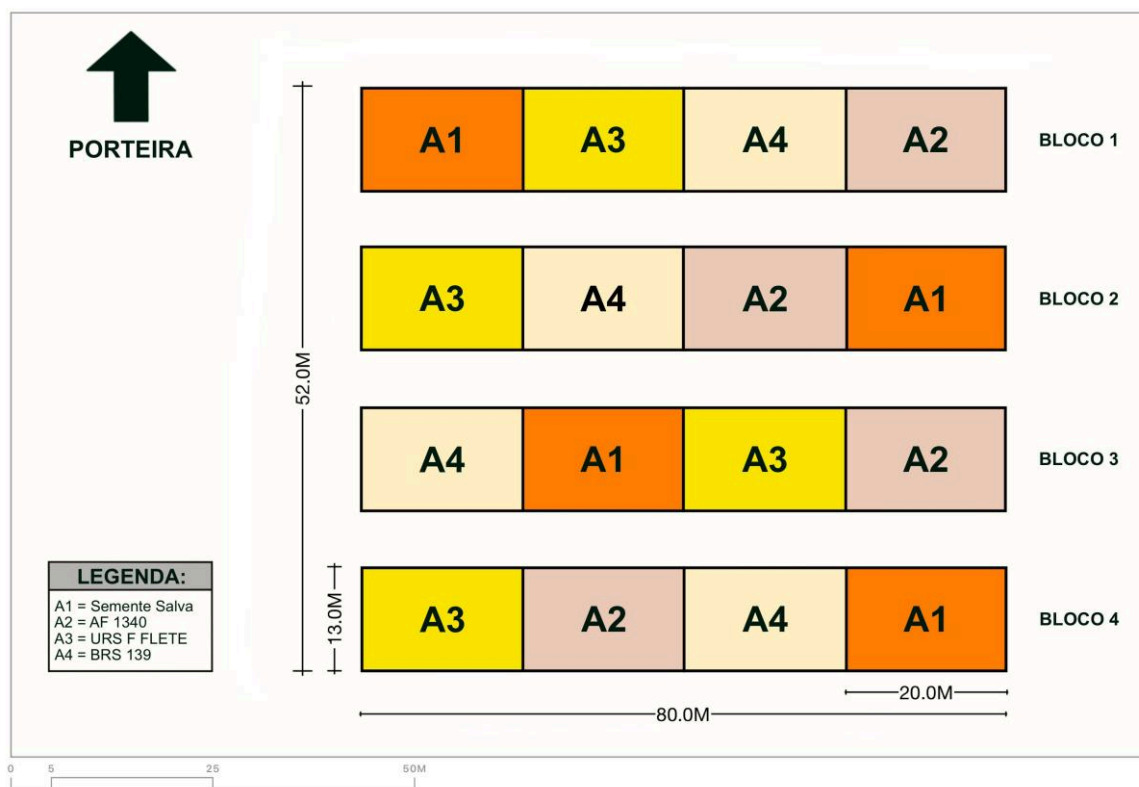 PORTEIRA
A1 A3 A4 A2 BLOCO 1
A3 A4 A2 A1 BLOCO 2
52.0M
A4 A1 A3 A2 BLOCO 3
A3 A2 A4 A1 BLOCO 4
13.0M
20.0M
80.0M
LEGENDA:
A1 = Semente Salva
A2 = AF 1340
A3 = URS F FLETE
A4 = BRS 139
0 5 25 50M